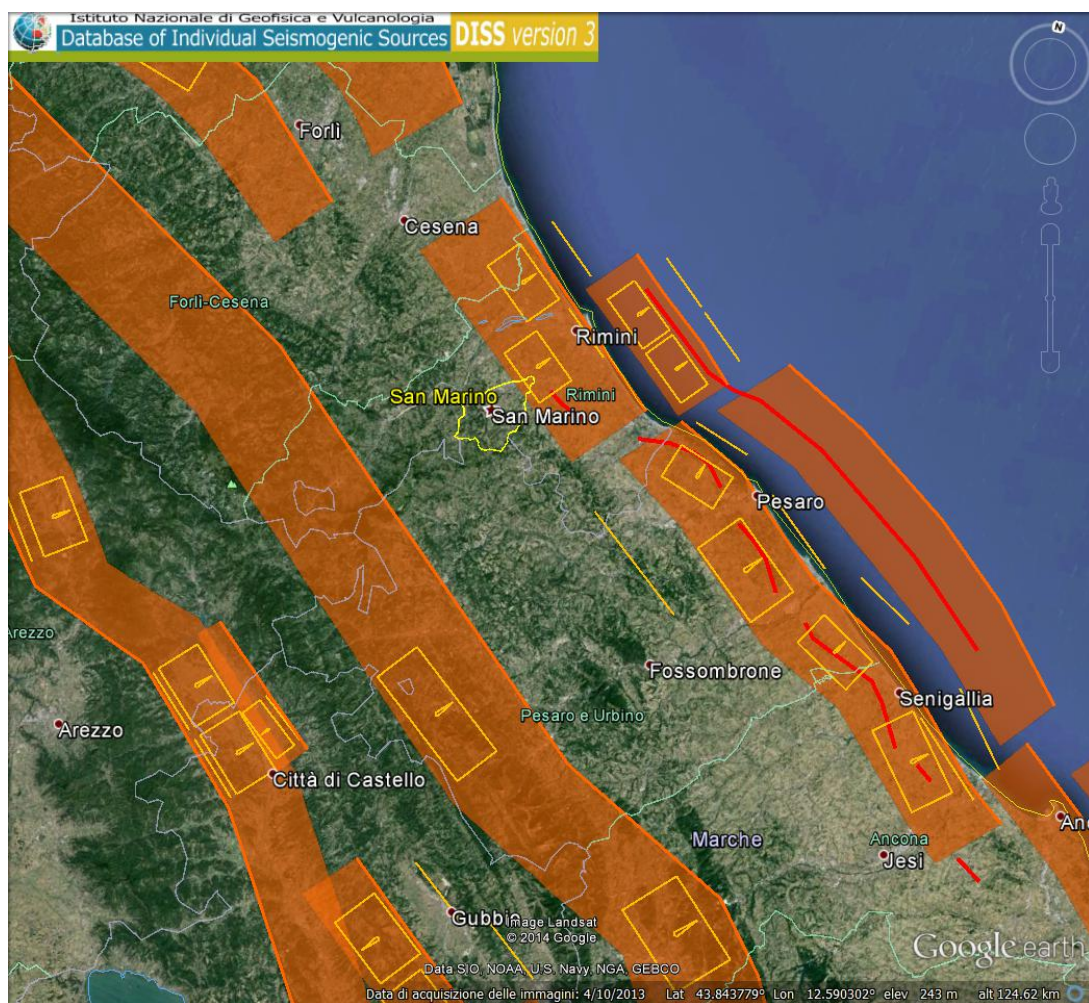 Istituto Nazionale di Geofisica e Vulcanologia
Database of Individual Seismogenic Sources DISS version 3
N
Forlì
Cesena
Forlì-Cesena
Rimini
San Marino
Rimini
San Marino
Pesaro
Fossombrone
Arezzo
Senigallia
Pesaro e Urbino
Arezzo
Città di Castello
Marche
Ancona
Jesi
Gubbio
Image Landsat
© 2014 Google
Google earth
Data SIO, NOAA, U.S. Navy, NGA, GEBCO
Data di acquisizione delle immagini: 4/10/2013 Lat 43.843779° Lon 12.590302° elev 243 m alt 124.62 km